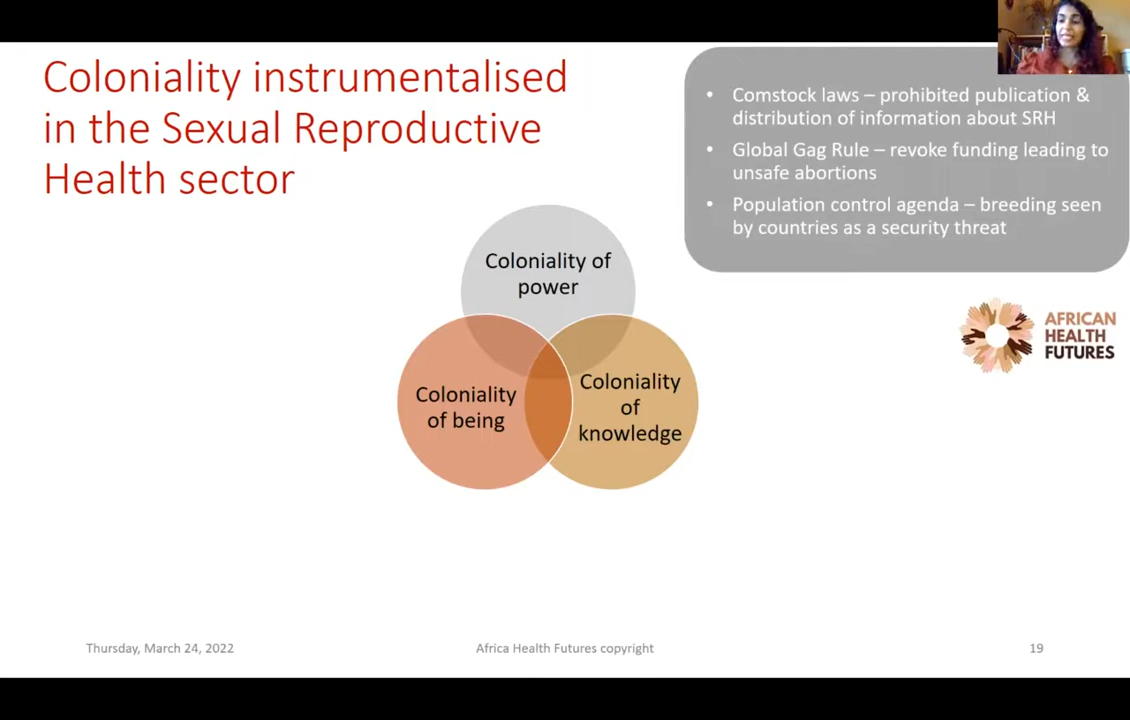 Coloniality instrumentalised
in the Sexual Reproductive
Health sector
• Comstock laws – prohibited publication &
distribution of information about SRH
• Global Gag Rule – revoke funding leading to
unsafe abortions
• Population control agenda – breeding seen
by countries as a security threat
Coloniality of
power
Coloniality
of being
Coloniality
of
knowledge
AFRICAN
HEALTH
FUTURES
Thursday, March 24, 2022
Africa Health Futures copyright
19